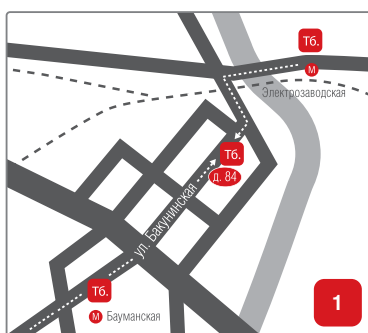 Тб.
М
Электрозаводская
Тб.
д. 84
ул. Бакунинская
Тб.
М Бауманская
1